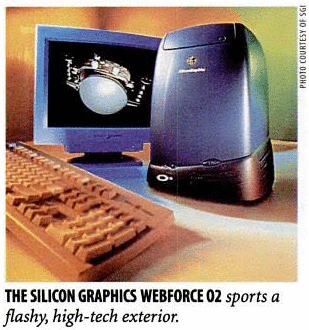 PHOTO COURTESY OF SGI
THE SILICON GRAPHICS WEBFORCE O2 sports a
flashy, high-tech exterior.